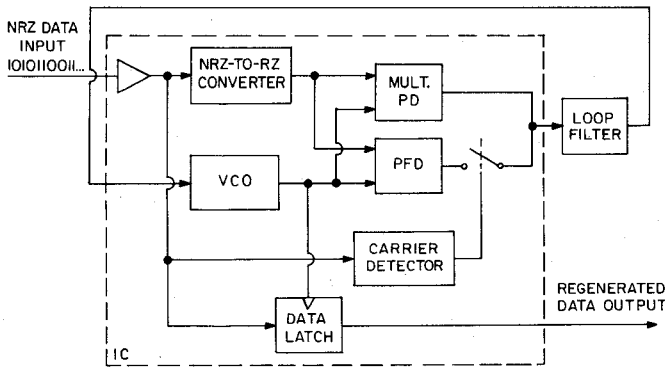 NRZ DATA
INPUT
1010110011...
NRZ-TO-RZ
CONVERTER
MULT.
PD
LOOP
FILTER
VCO
PFD
CARRIER
DETECTOR
REGENERATED
DATA OUTPUT
DATA
LATCH
IC